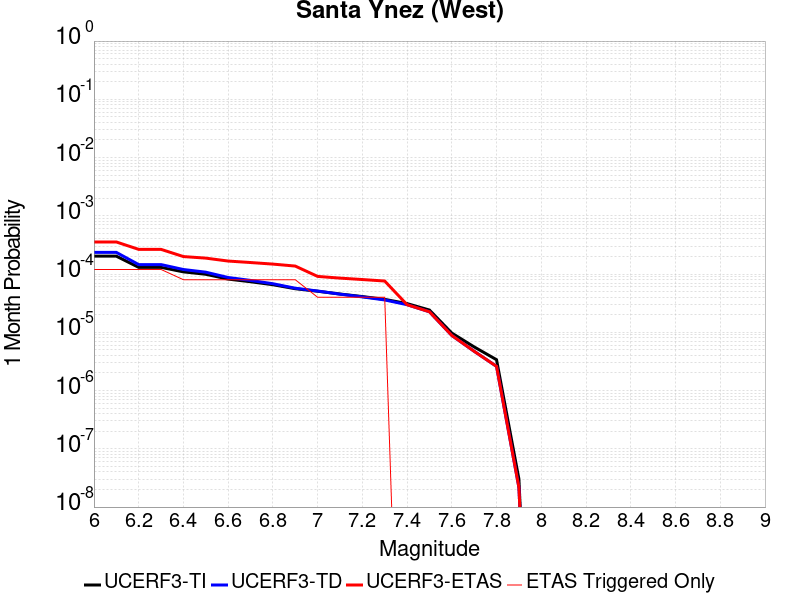 Santa Ynez (West)
10^0
10^-1
10^-2
10^-3
10^-4
10^-5
10^-6
10^-7
10^-8
1 Month Probability
6 6.2 6.4 6.6 6.8 7 7.2 7.4 7.6 7.8 8 8.2 8.4 8.6 8.8 9
Magnitude
UCERF3-TI UCERF3-TD UCERF3-ETAS ETAS Triggered Only